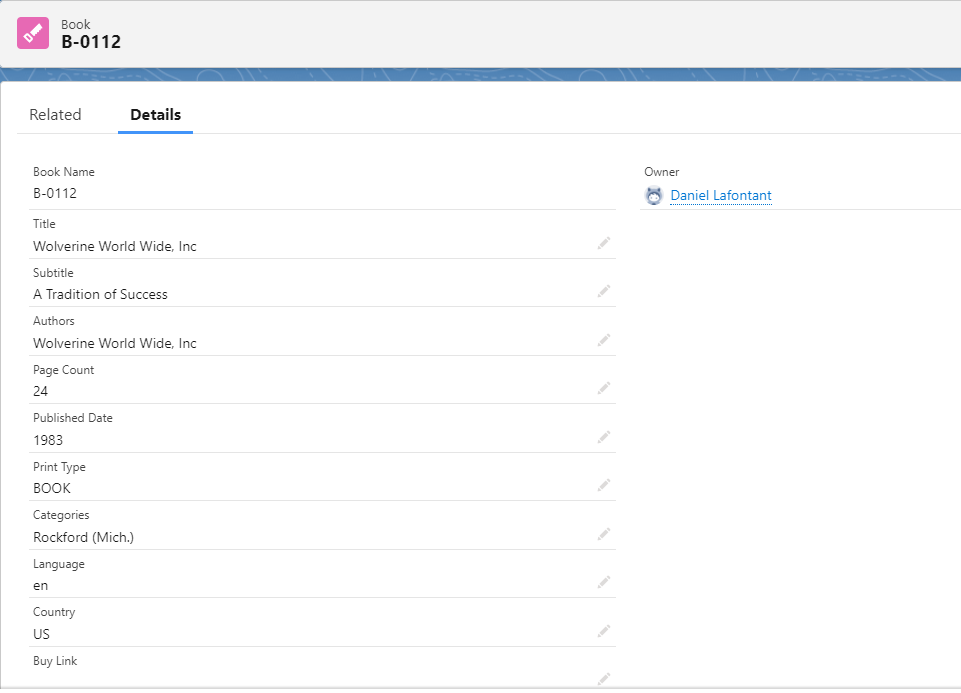 Book
B-0112
Related
Details
Book Name
B-0112
Owner
Daniel Lafontant
Title
Wolverine World Wide, Inc
Subtitle
A Tradition of Success
Authors
Wolverine World Wide, Inc
Page Count
24
Published Date
1983
Print Type
BOOK
Categories
Rockford (Mich.)
Language
en
Country
US
Buy Link